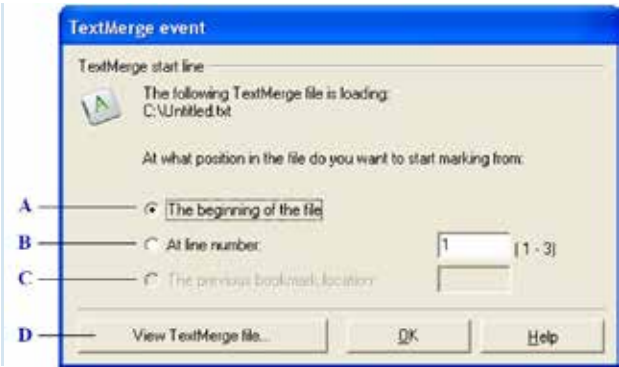 TextMerge event
TextMerge start line
The following TextMerge file is loading:
C:\Untitled.txt
At what position in the file do you want to start marking from:
A
The beginning of the file
B
At line number:
1
(1 - 3)
C
The previous bookmark location:
D
View TextMerge file...
OK
Help